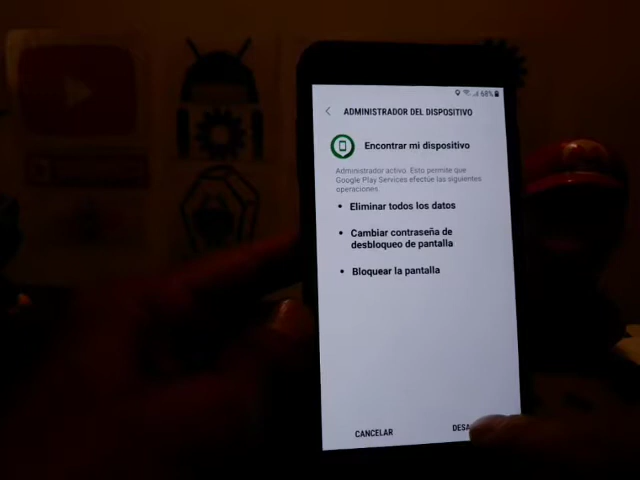 68%
ADMINISTRADOR DEL DISPOSITIVO
Encontrar mi dispositivo
Administrador activo. Esto permite que
Google Play Services efectúe las siguientes
operaciones.
• Eliminar todos los datos
• Cambiar contraseña de
desbloqueo de pantalla
• Bloquear la pantalla
CANCELAR